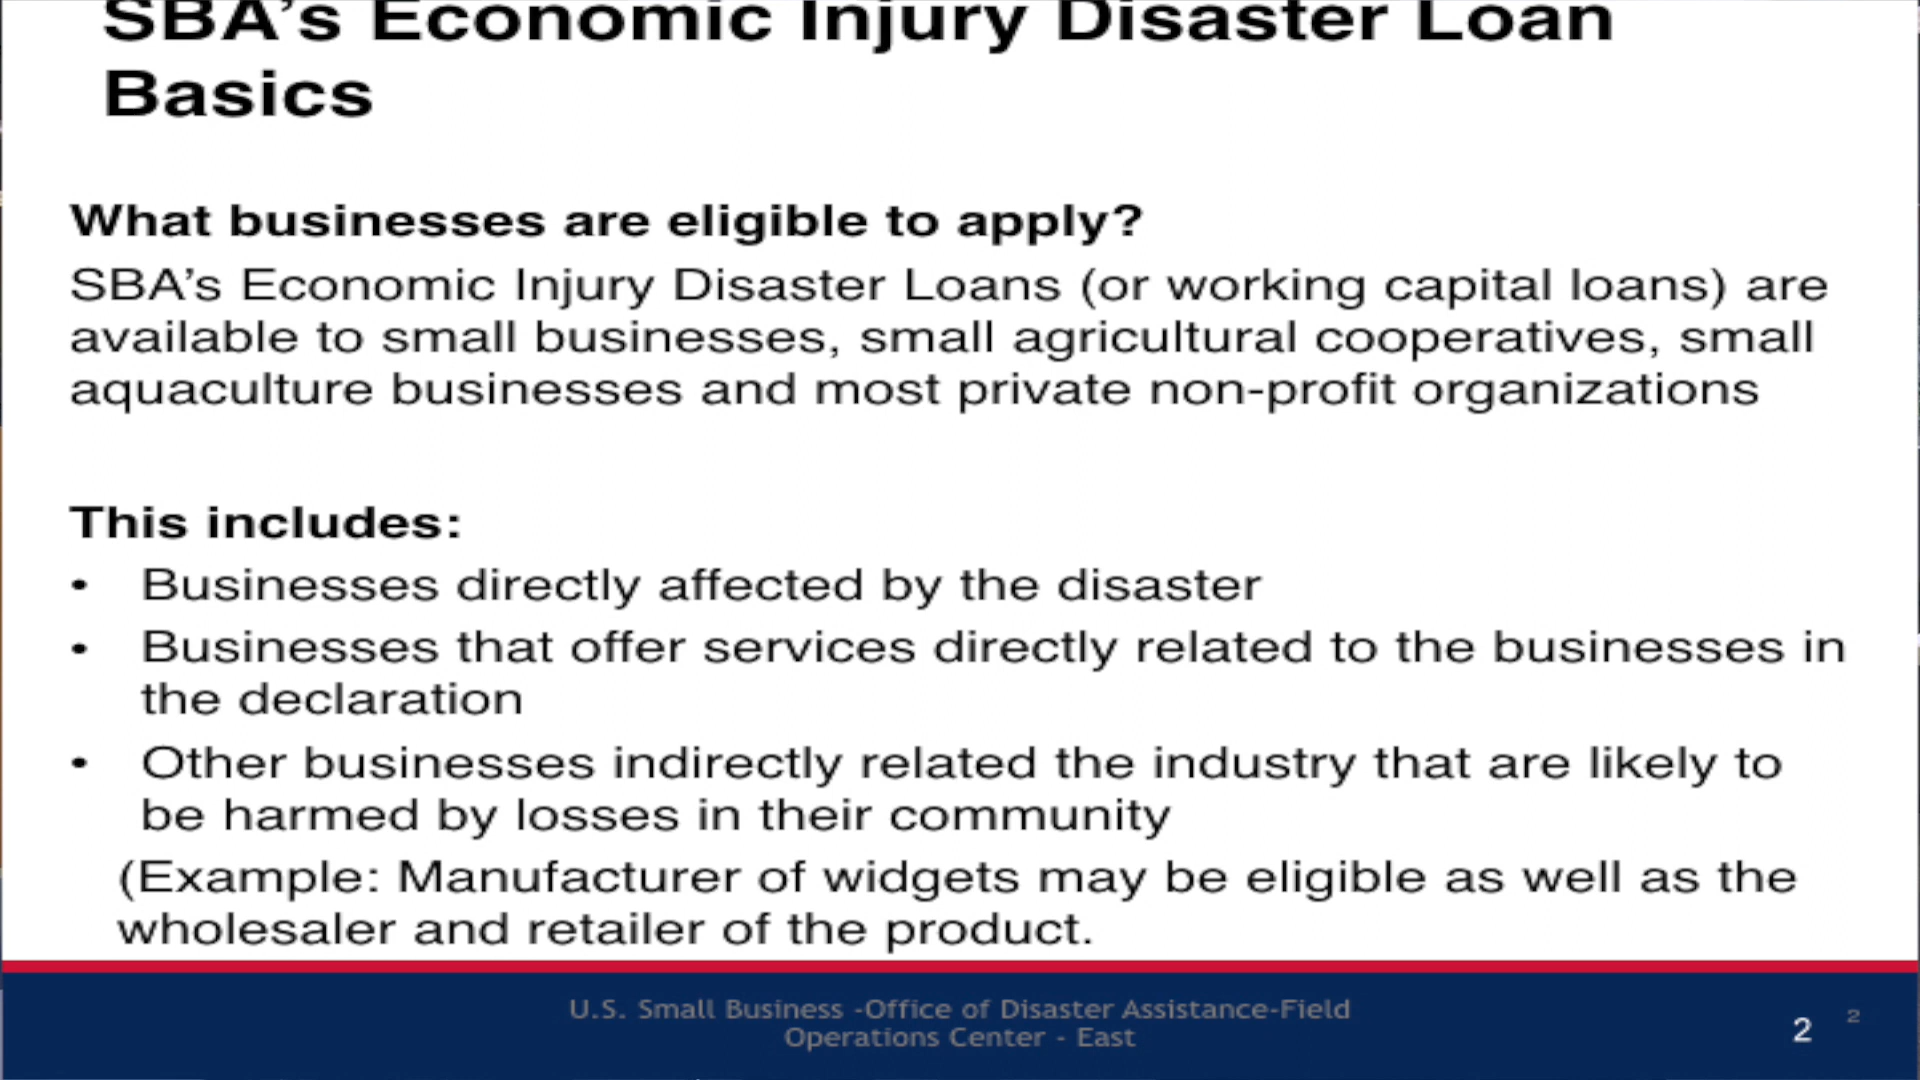 SBA’s Economic Injury Disaster Loan
Basics
What businesses are eligible to apply?
SBA’s Economic Injury Disaster Loans (or working capital loans) are
available to small businesses, small agricultural cooperatives, small
aquaculture businesses and most private non-profit organizations
This includes:
• Businesses directly affected by the disaster
• Businesses that offer services directly related to the businesses in
the declaration
• Other businesses indirectly related the industry that are likely to
be harmed by losses in their community
(Example: Manufacturer of widgets may be eligible as well as the
wholesaler and retailer of the product.
U.S. Small Business -Office of Disaster Assistance-Field
Operations Center - East
2
2